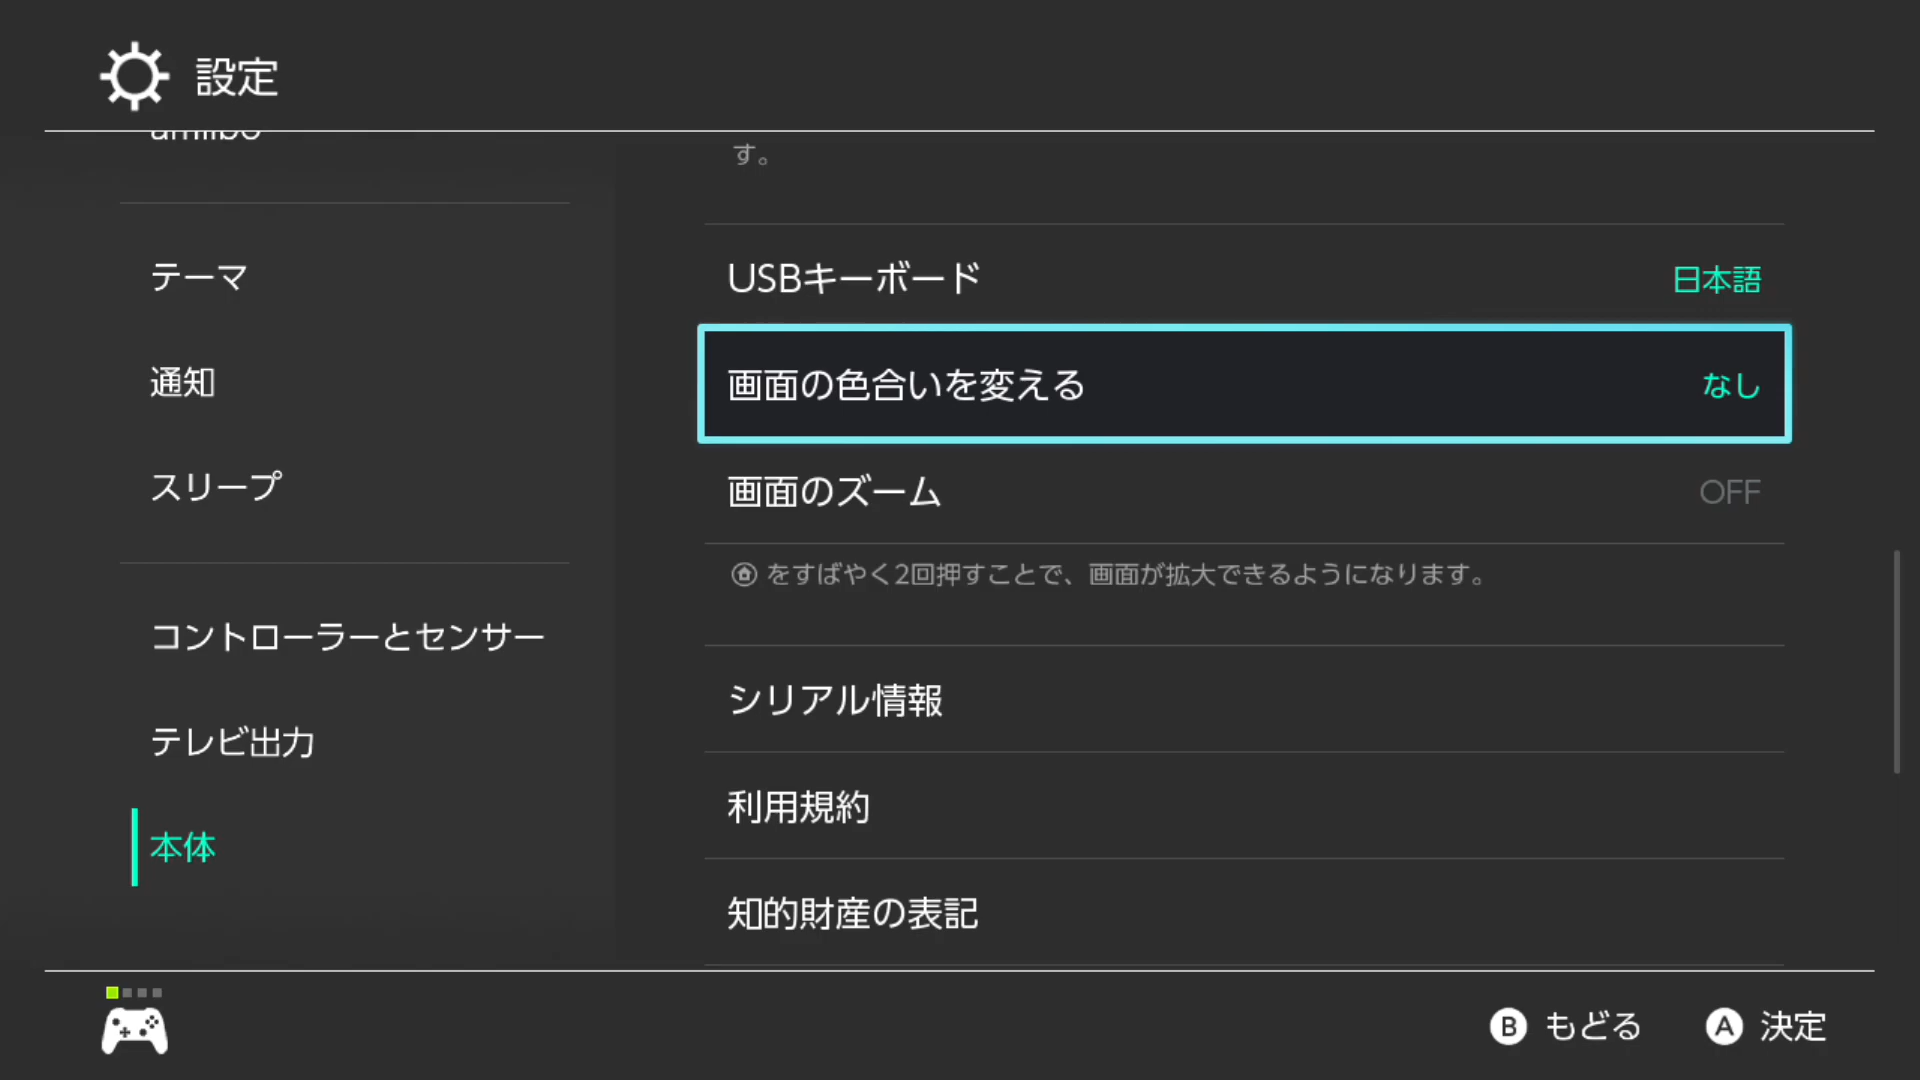 設定
amiibo
テーマ
通知
スリープ
コントローラーとセンサー
テレビ出力
本体
す。
USBキーボード 日本語
画面の色合いを変える なし
画面のズーム OFF
をすばやく2回押すことで、画面が拡大できるようになります。
シリアル情報
利用規約
知的財産の表記
B もどる A 決定